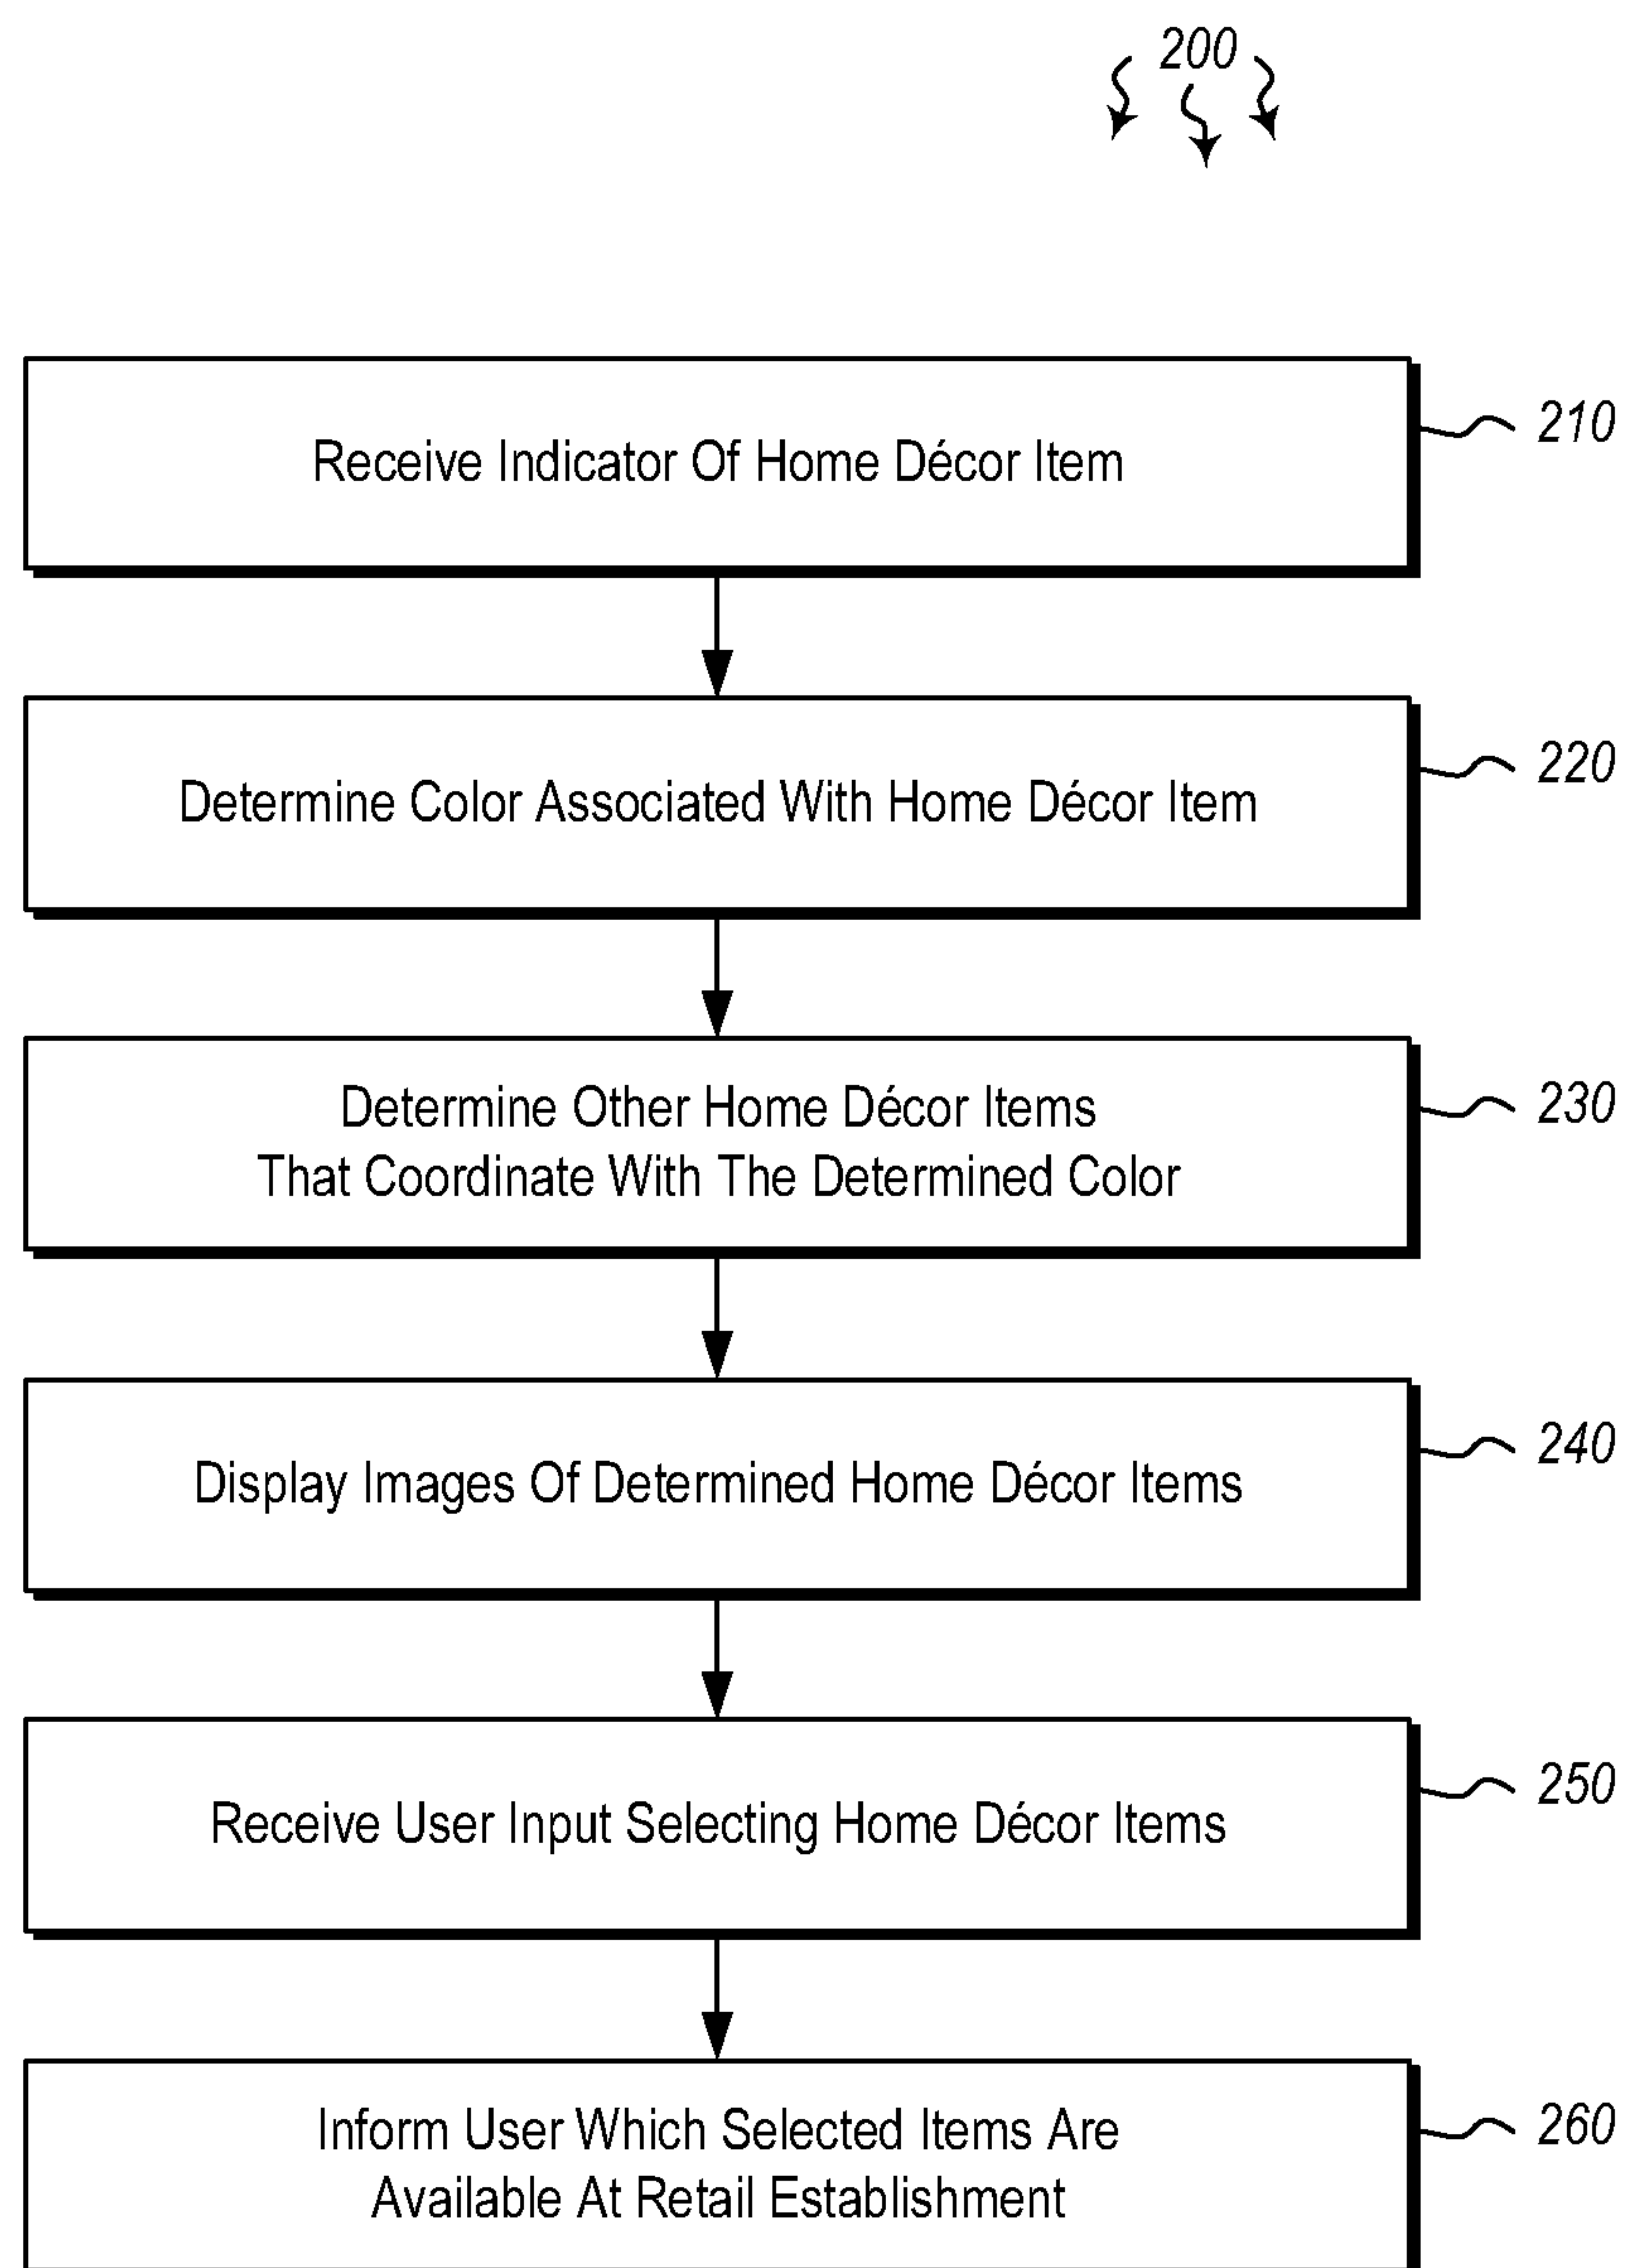 200
Receive Indicator Of Home Décor Item
210
Determine Color Associated With Home Décor Item
220
Determine Other Home Décor Items
That Coordinate With The Determined Color
230
Display Images Of Determined Home Décor Items
240
Receive User Input Selecting Home Décor Items
250
Inform User Which Selected Items Are
Available At Retail Establishment
260